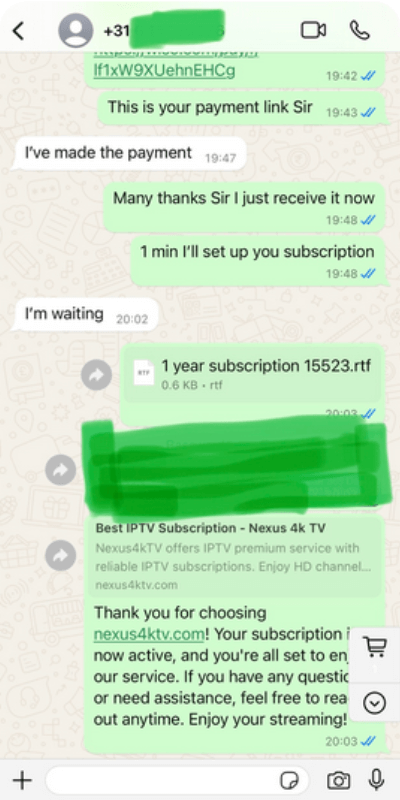 +31
lf1xW9XUehnEHCg
19:42
This is your payment link Sir 19:43
I've made the payment 19:47
Many thanks Sir I just receive it now
19:48
1 min I'll set up you subscription
19:48
I'm waiting 20:02
RTF
1 year subscription 15523.rtf
0.6 KB • rtf
20:03
Best IPTV Subscription - Nexus 4k TV
Nexus4kTV offers IPTV premium service with
reliable IPTV subscriptions. Enjoy HD channel...
nexus4ktv.com
Thank you for choosing
nexus4ktv.com! Your subscription i
now active, and you're all set to en
our service. If you have any questio
or need assistance, feel free to rea
out anytime. Enjoy your streaming!
20:03